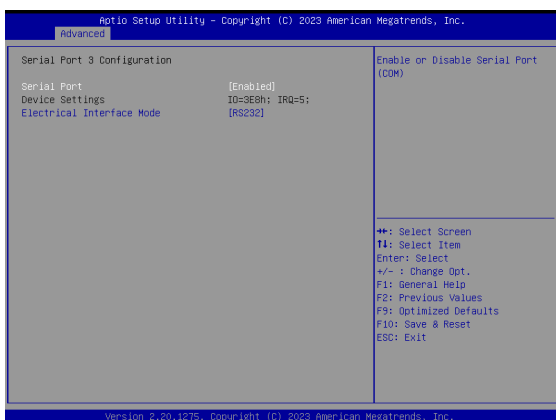 Aptio Setup Utility – Copyright (C) 2023 American Megatrends, Inc.
Advanced
Serial Port 3 Configuration
Serial Port [Enabled]
Device Settings IO=3E8h; IRQ=5;
Electrical Interface Mode [RS232]
Enable or Disable Serial Port
(COM)
→←: Select Screen
↑↓: Select Item
Enter: Select
+/- : Change Opt.
F1: General Help
F2: Previous Values
F9: Optimized Defaults
F10: Save & Reset
ESC: Exit
Version 2.20.1275. Copyright (C) 2023 American Megatrends, Inc.